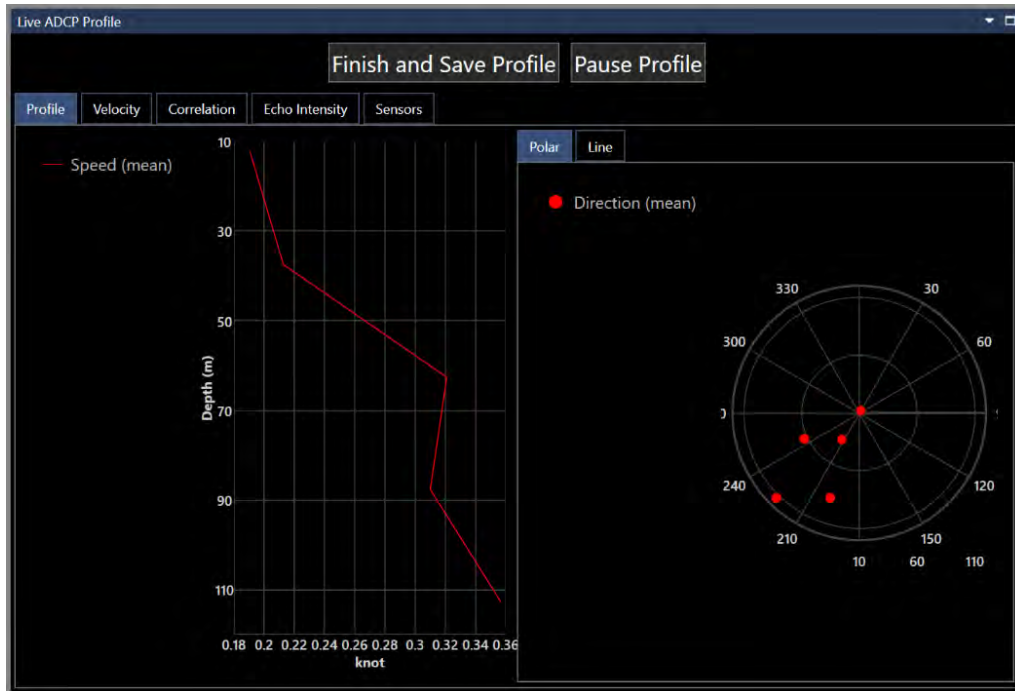 Live ADCP Profile
Finish and Save Profile Pause Profile
Profile Velocity Correlation Echo Intensity Sensors
Speed (mean)
10
30
50
70
90
110
Depth (m)
0.18 0.2 0.22 0.24 0.26 0.28 0.3 0.32 0.34 0.36
knot
Polar Line
Direction (mean)
330 30
300 60
240 120
210 150
10 60 110